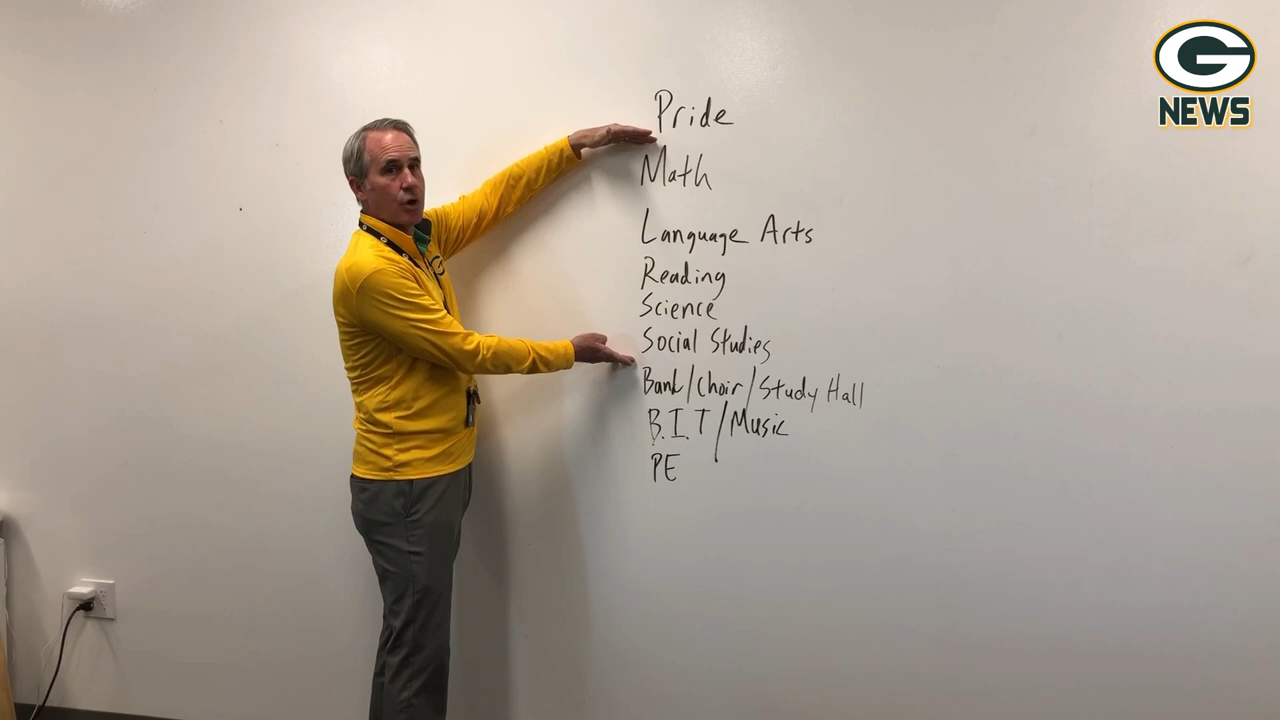 G
NEWS
Pride
Math
Language Arts
Reading
Science
Social Studies
Band/Choir/Study Hall
B.I.T/Music
PE